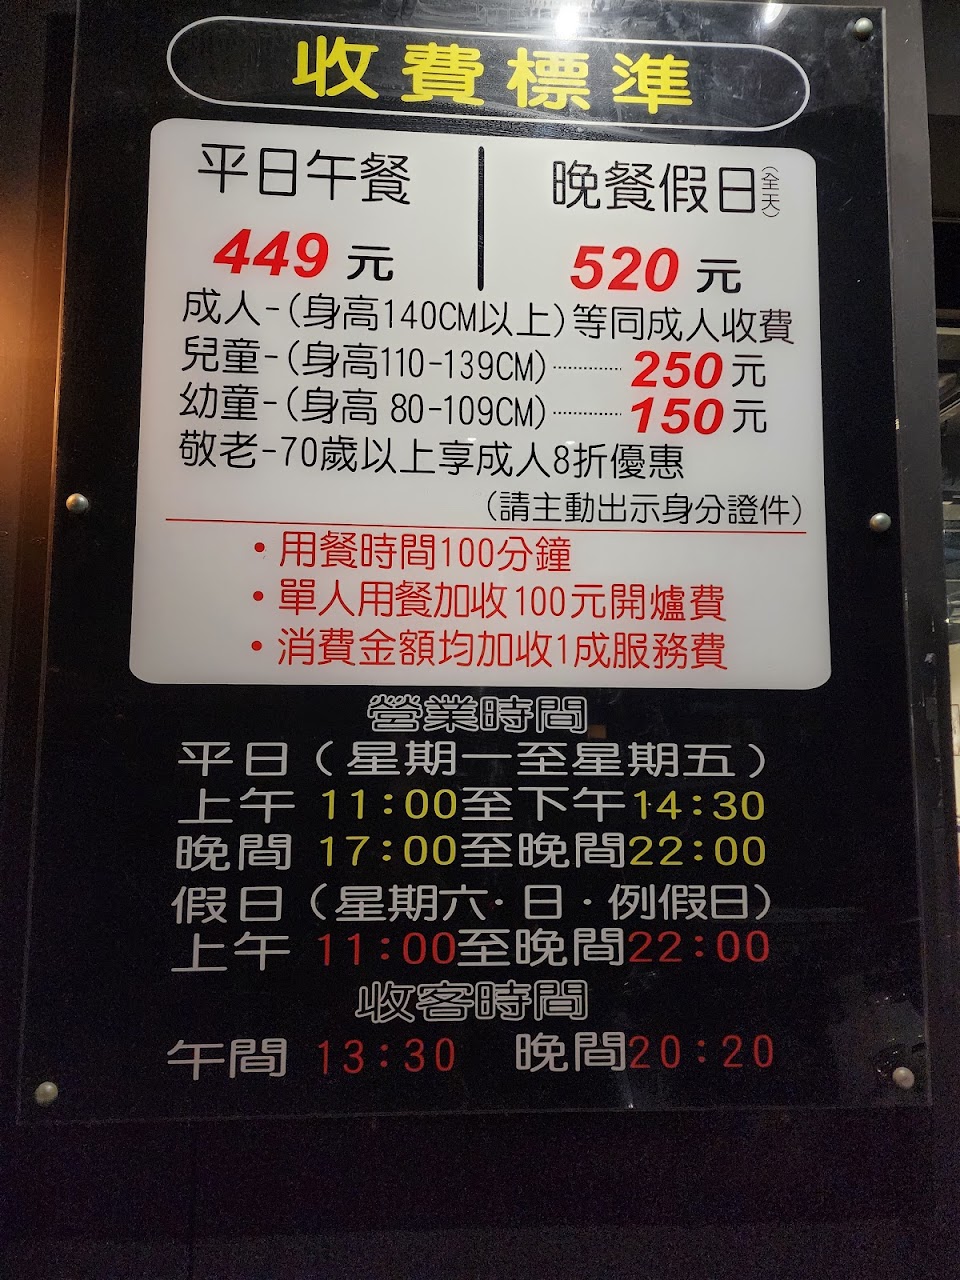 收費標準
平日午餐
449元
晚餐假日(全天)
520元
成人-(身高140CM以上)等同成人收費
兒童-(身高110-139CM)............250元
幼童-(身高 80-109CM)............150元
敬老-70歲以上享成人8折優惠
(請主動出示身分證件)
•用餐時間100分鐘
•單人用餐加收100元開爐費
•消費金額均加收1成服務費
營業時間
平日(星期一至星期五)
上午 11:00至下午14:30
晚間 17:00至晚間22:00
假日(星期六·日·例假日)
上午 11:00至晚間22:00
收客時間
午間 13:30 晚間20:20